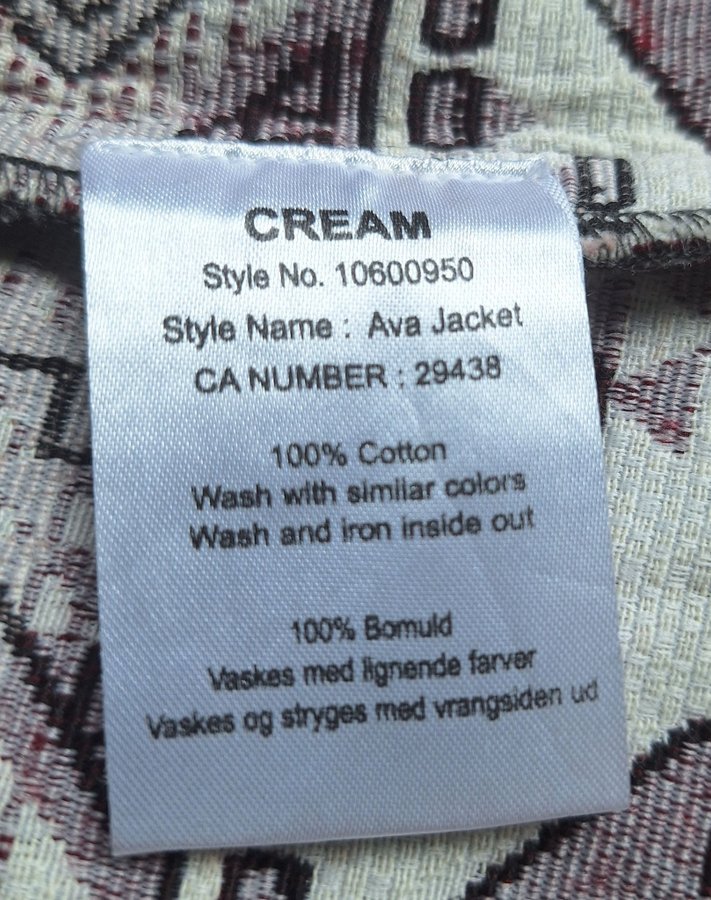 CREAM
Style No. 10600950
Style Name : Ava Jacket
CA NUMBER : 29438
100% Cotton
Wash with similar colors
Wash and iron inside out
100% Bomuld
Vaskes med lignende farver
Vaskes og stryges med vrangsiden ud